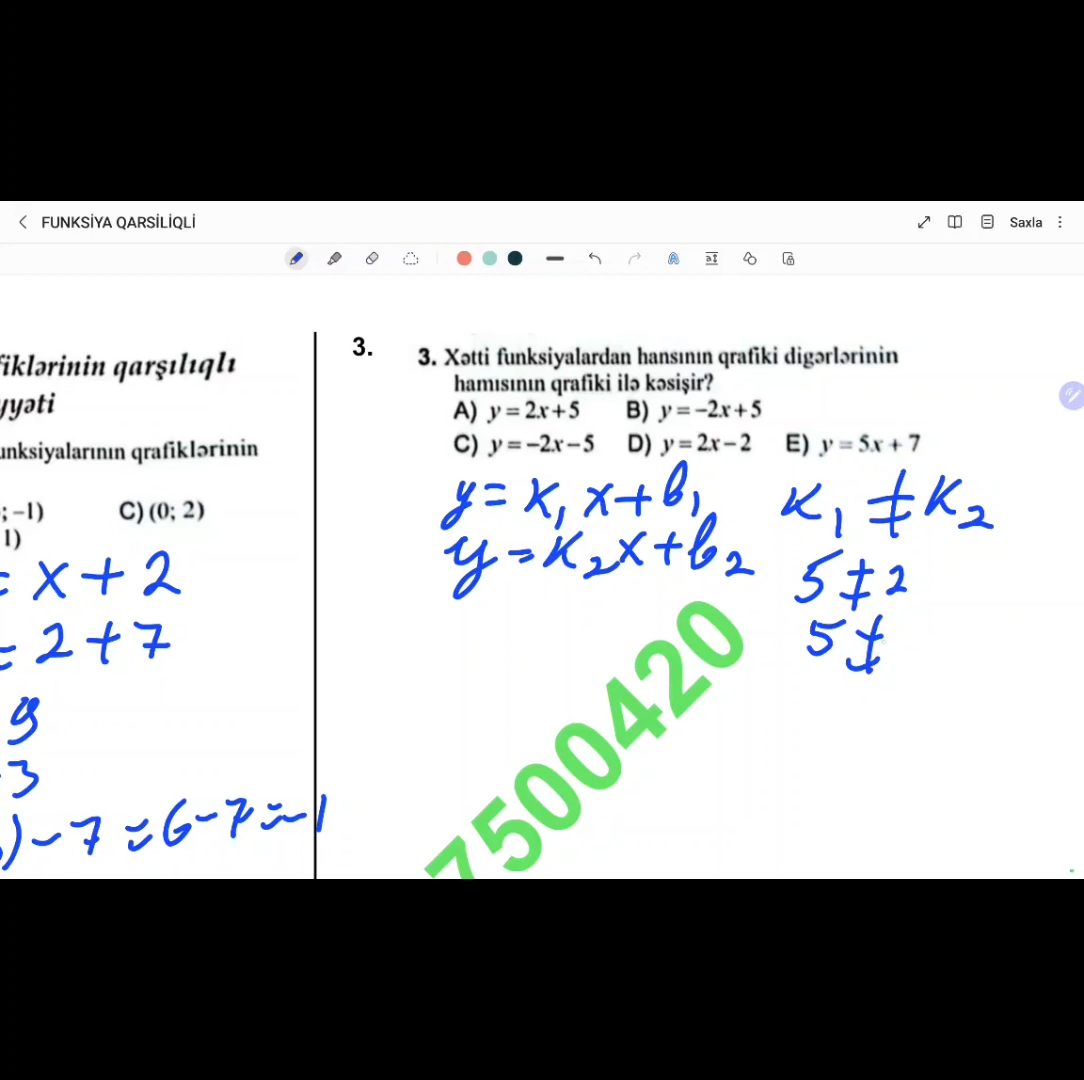 FUNKSİYA QARSİLİQLİ
Saxla
fiklərinin qarşılıqlı
yyəti
unksiyalarının qrafiklərinin
; −1) C) (0; 2)
1)
= x + 2
= 2 + 7
9
3
) − 7 = 6 − 7 = −1
3.
3. Xətti funksiyalardan hansının qrafiki digərlərinin
hamısının qrafiki ilə kəsişir?
A) y = 2x + 5 B) y = −2x + 5
C) y = −2x − 5 D) y = 2x − 2 E) y = 5x + 7
y = K₁ x + b₁
y = K₂ x + b₂
K₁ ≠ K₂
5 ≠ 2
5 ≠
7500420